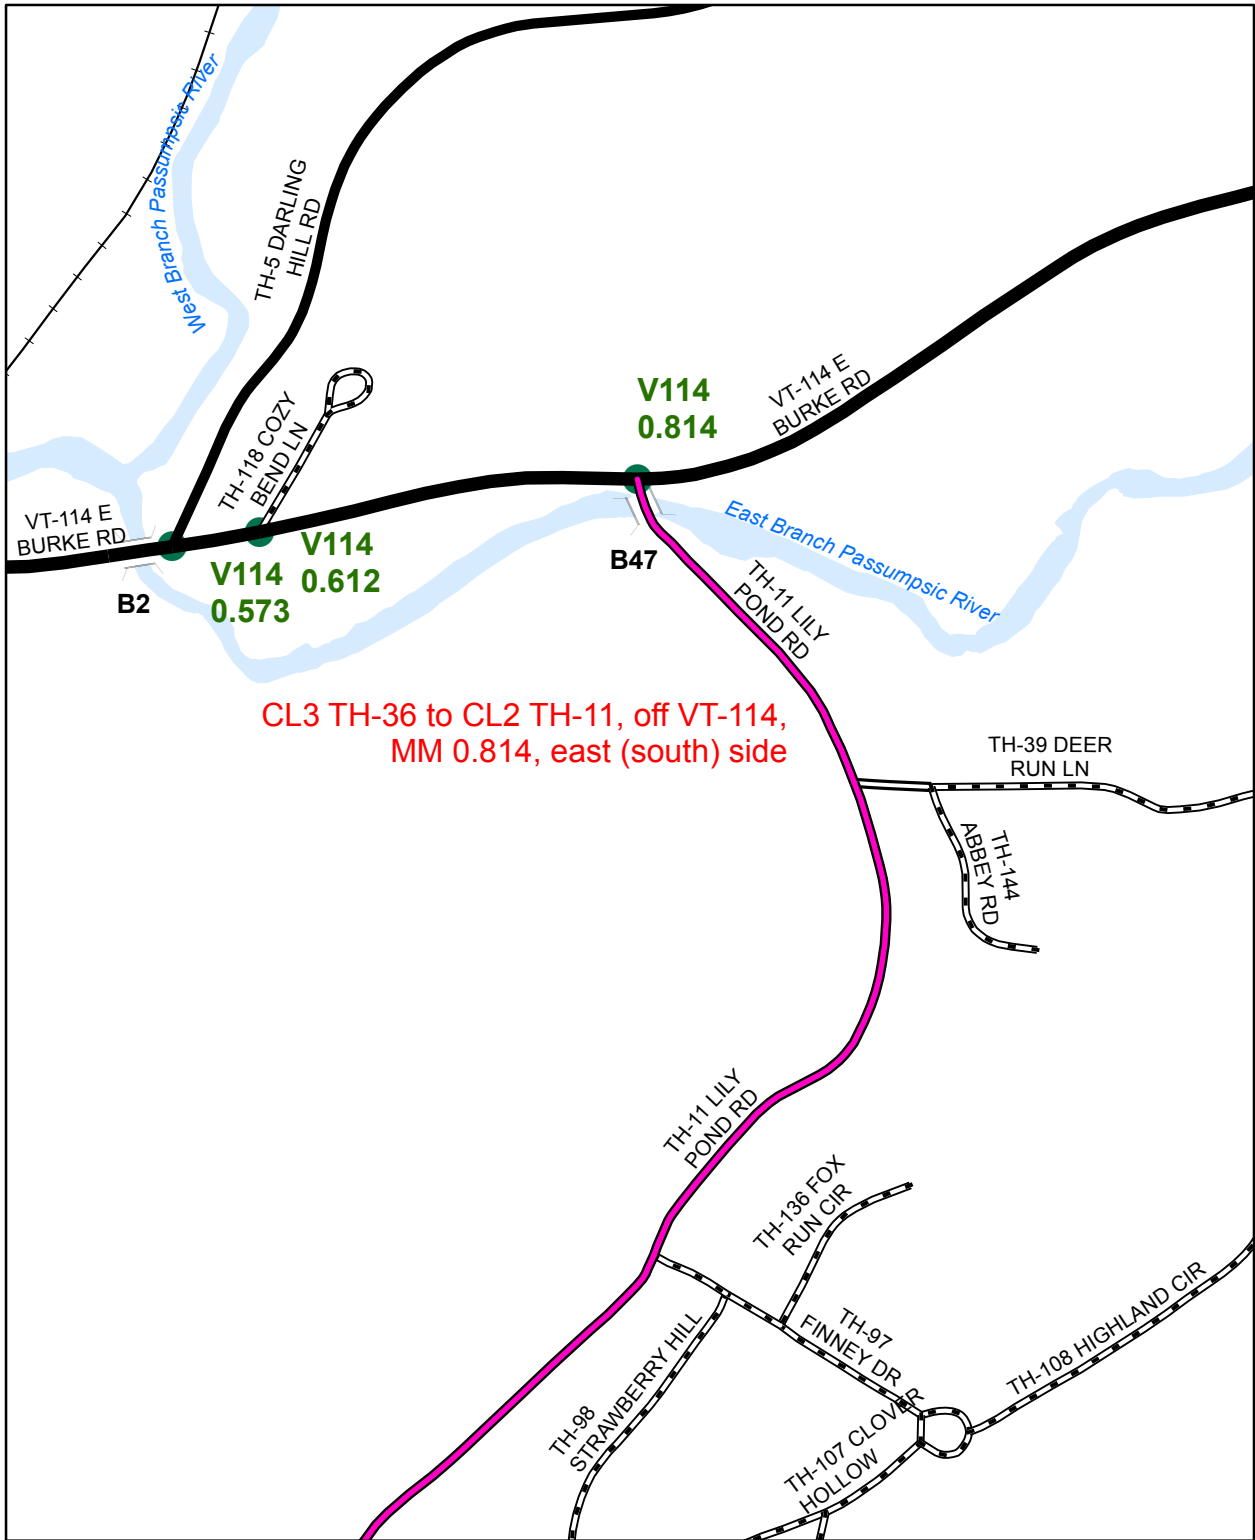 West Branch Passumpsic River
TH-5 DARLING
HILL RD
TH-118 COZY
BEND LN
V114
0.814
VT-114 E
BURKE RD
VT-114 E
BURKE RD
B2
V114
0.573
V114
0.612
B47
East Branch Passumpsic River
TH-11 LILY
POND RD
CL3 TH-36 to CL2 TH-11, off VT-114,
MM 0.814, east (south) side
TH-39 DEER
RUN LN
TH-144
ABBEY RD
TH-11 LILY
POND RD
TH-136 FOX
RUN CIR
TH-97
FINNEY DR
TH-108 HIGHLAND CIR
TH-98
STRAWBERRY HILL
TH-107 CLOVER
HOLLOW